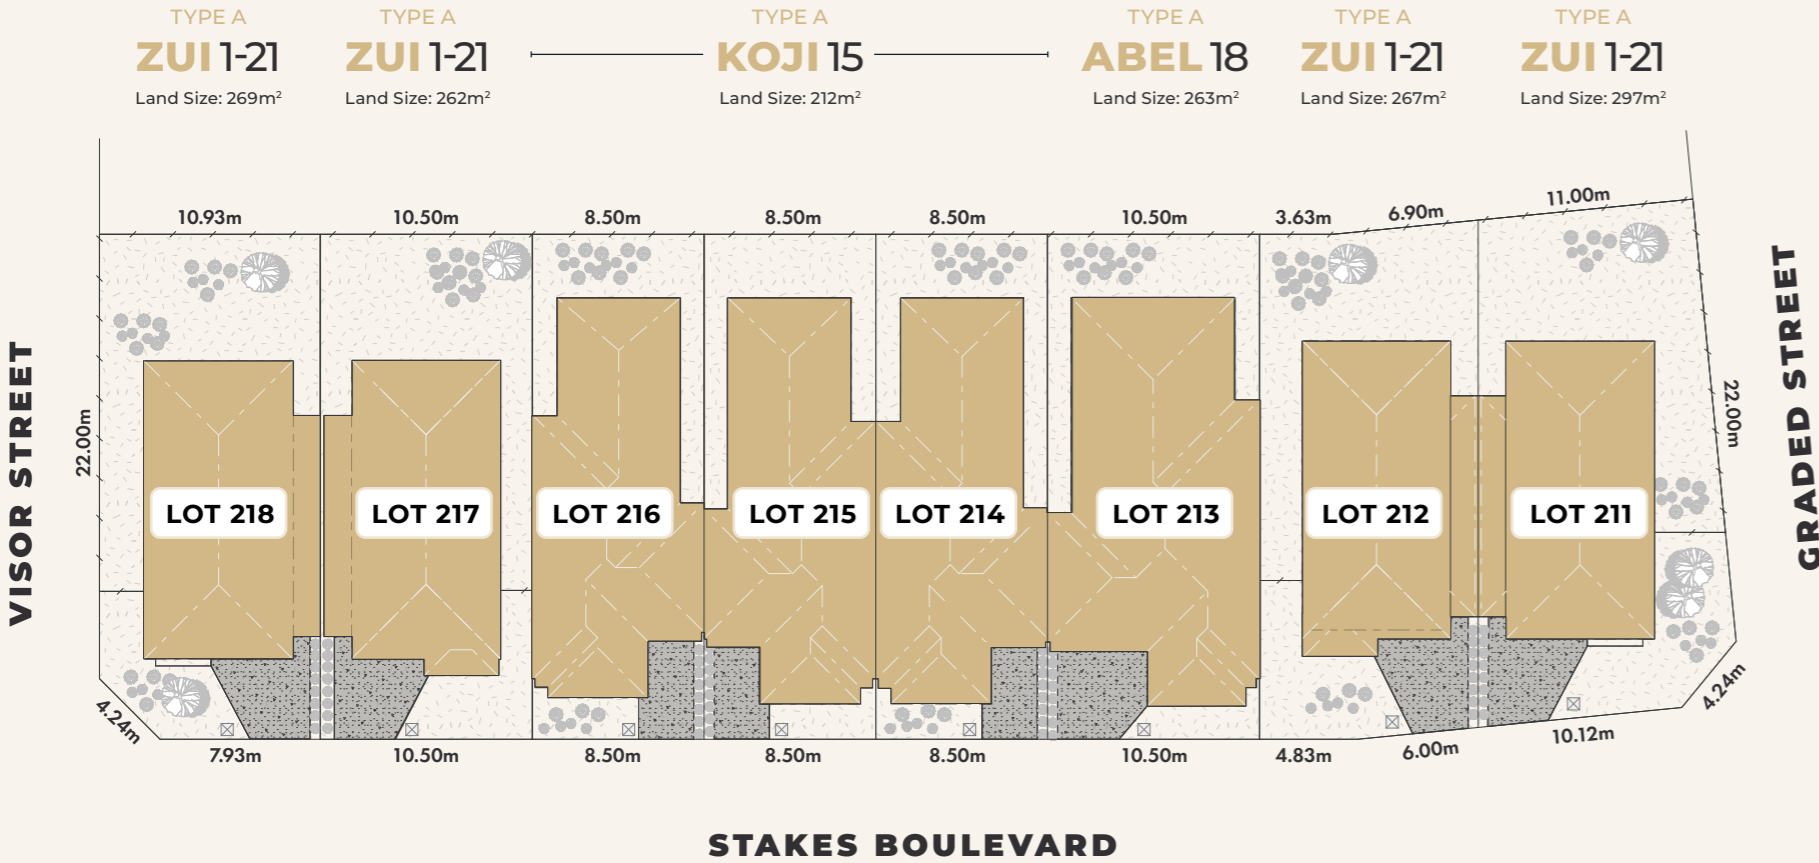 TYPE A
ZUI 1-21
Land Size: 269m²
TYPE A
ZUI 1-21
Land Size: 262m²
TYPE A
KOJI 15
Land Size: 212m²
TYPE A
ABEL 18
Land Size: 263m²
TYPE A
ZUI 1-21
Land Size: 267m²
TYPE A
ZUI 1-21
Land Size: 297m²
10.93m
10.50m
8.50m
8.50m
8.50m
10.50m
3.63m
6.90m
11.00m
VISOR STREET
22.00m
LOT 218
LOT 217
LOT 216
LOT 215
LOT 214
LOT 213
LOT 212
LOT 211
22.00m
GRADED STREET
4.24m
7.93m
10.50m
8.50m
8.50m
8.50m
10.50m
4.83m
6.00m
10.12m
4.24m
STAKES BOULEVARD